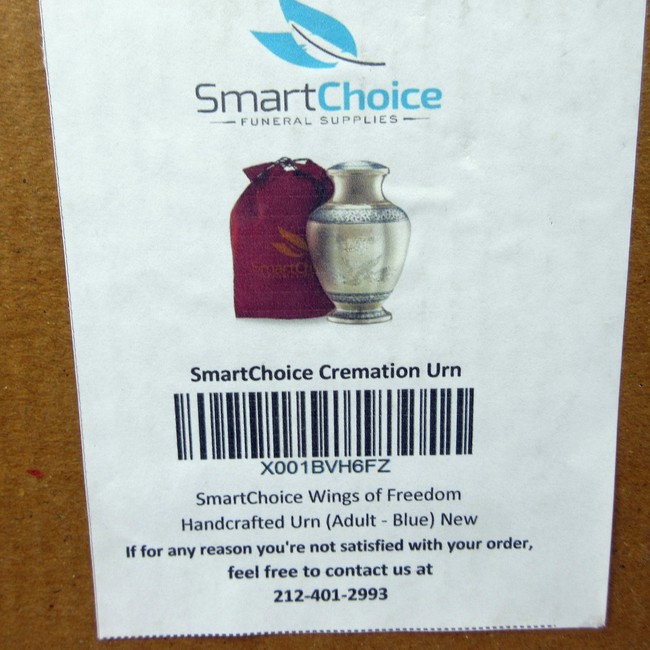 SmartChoice
FUNERAL SUPPLIES
SmartCh
SmartChoice Cremation Urn
X001BVH6FZ
SmartChoice Wings of Freedom
Handcrafted Urn (Adult - Blue) New
If for any reason you're not satisfied with your order,
feel free to contact us at
212-401-2993